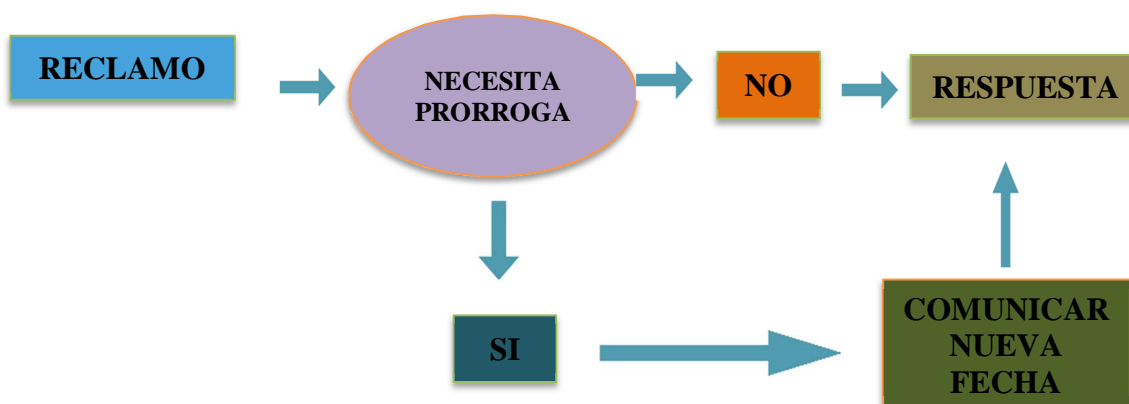 RECLAMO
NECESITA
PRORROGA
NO
RESPUESTA
SI
COMUNICAR
NUEVA
FECHA